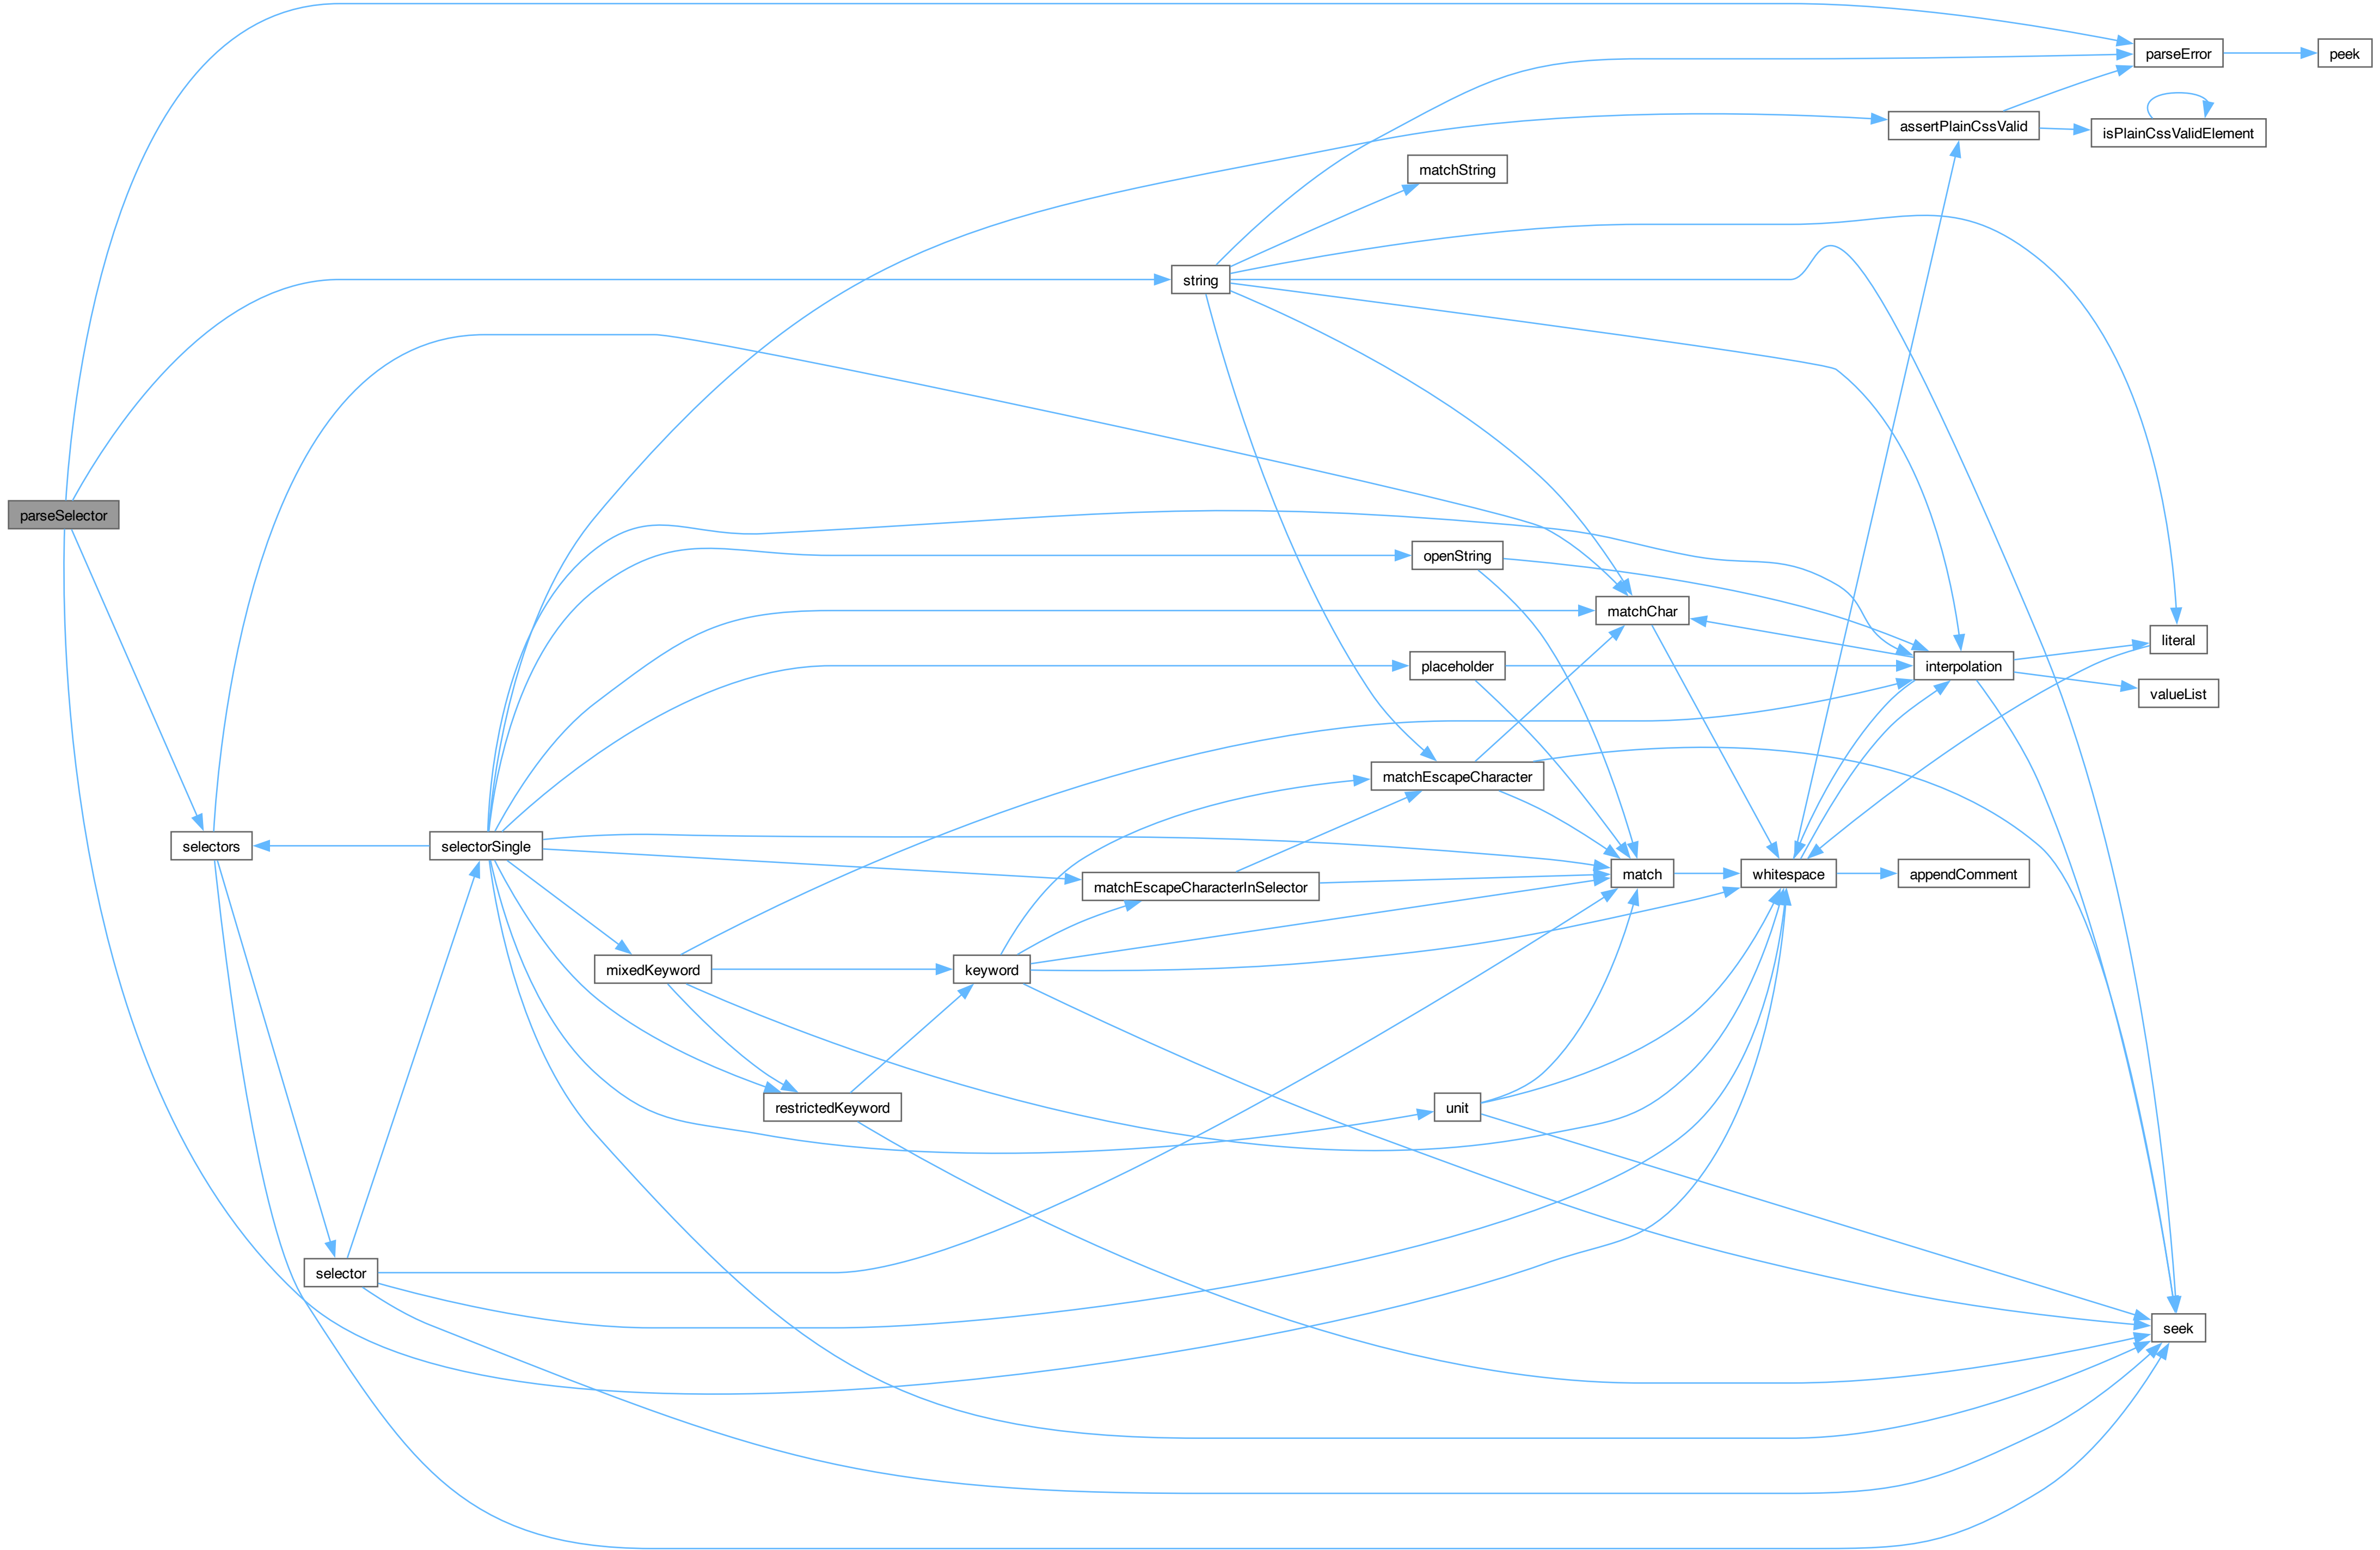 parseError
peek
assertPlainCssValid
isPlainCssValidElement
matchString
string
parseSelector
openString
matchChar
literal
placeholder
interpolation
valueList
matchEscapeCharacter
selectors
selectorSingle
matchEscapeCharacterInSelector
match
whitespace
appendComment
mixedKeyword
keyword
restrictedKeyword
unit
selector
seek